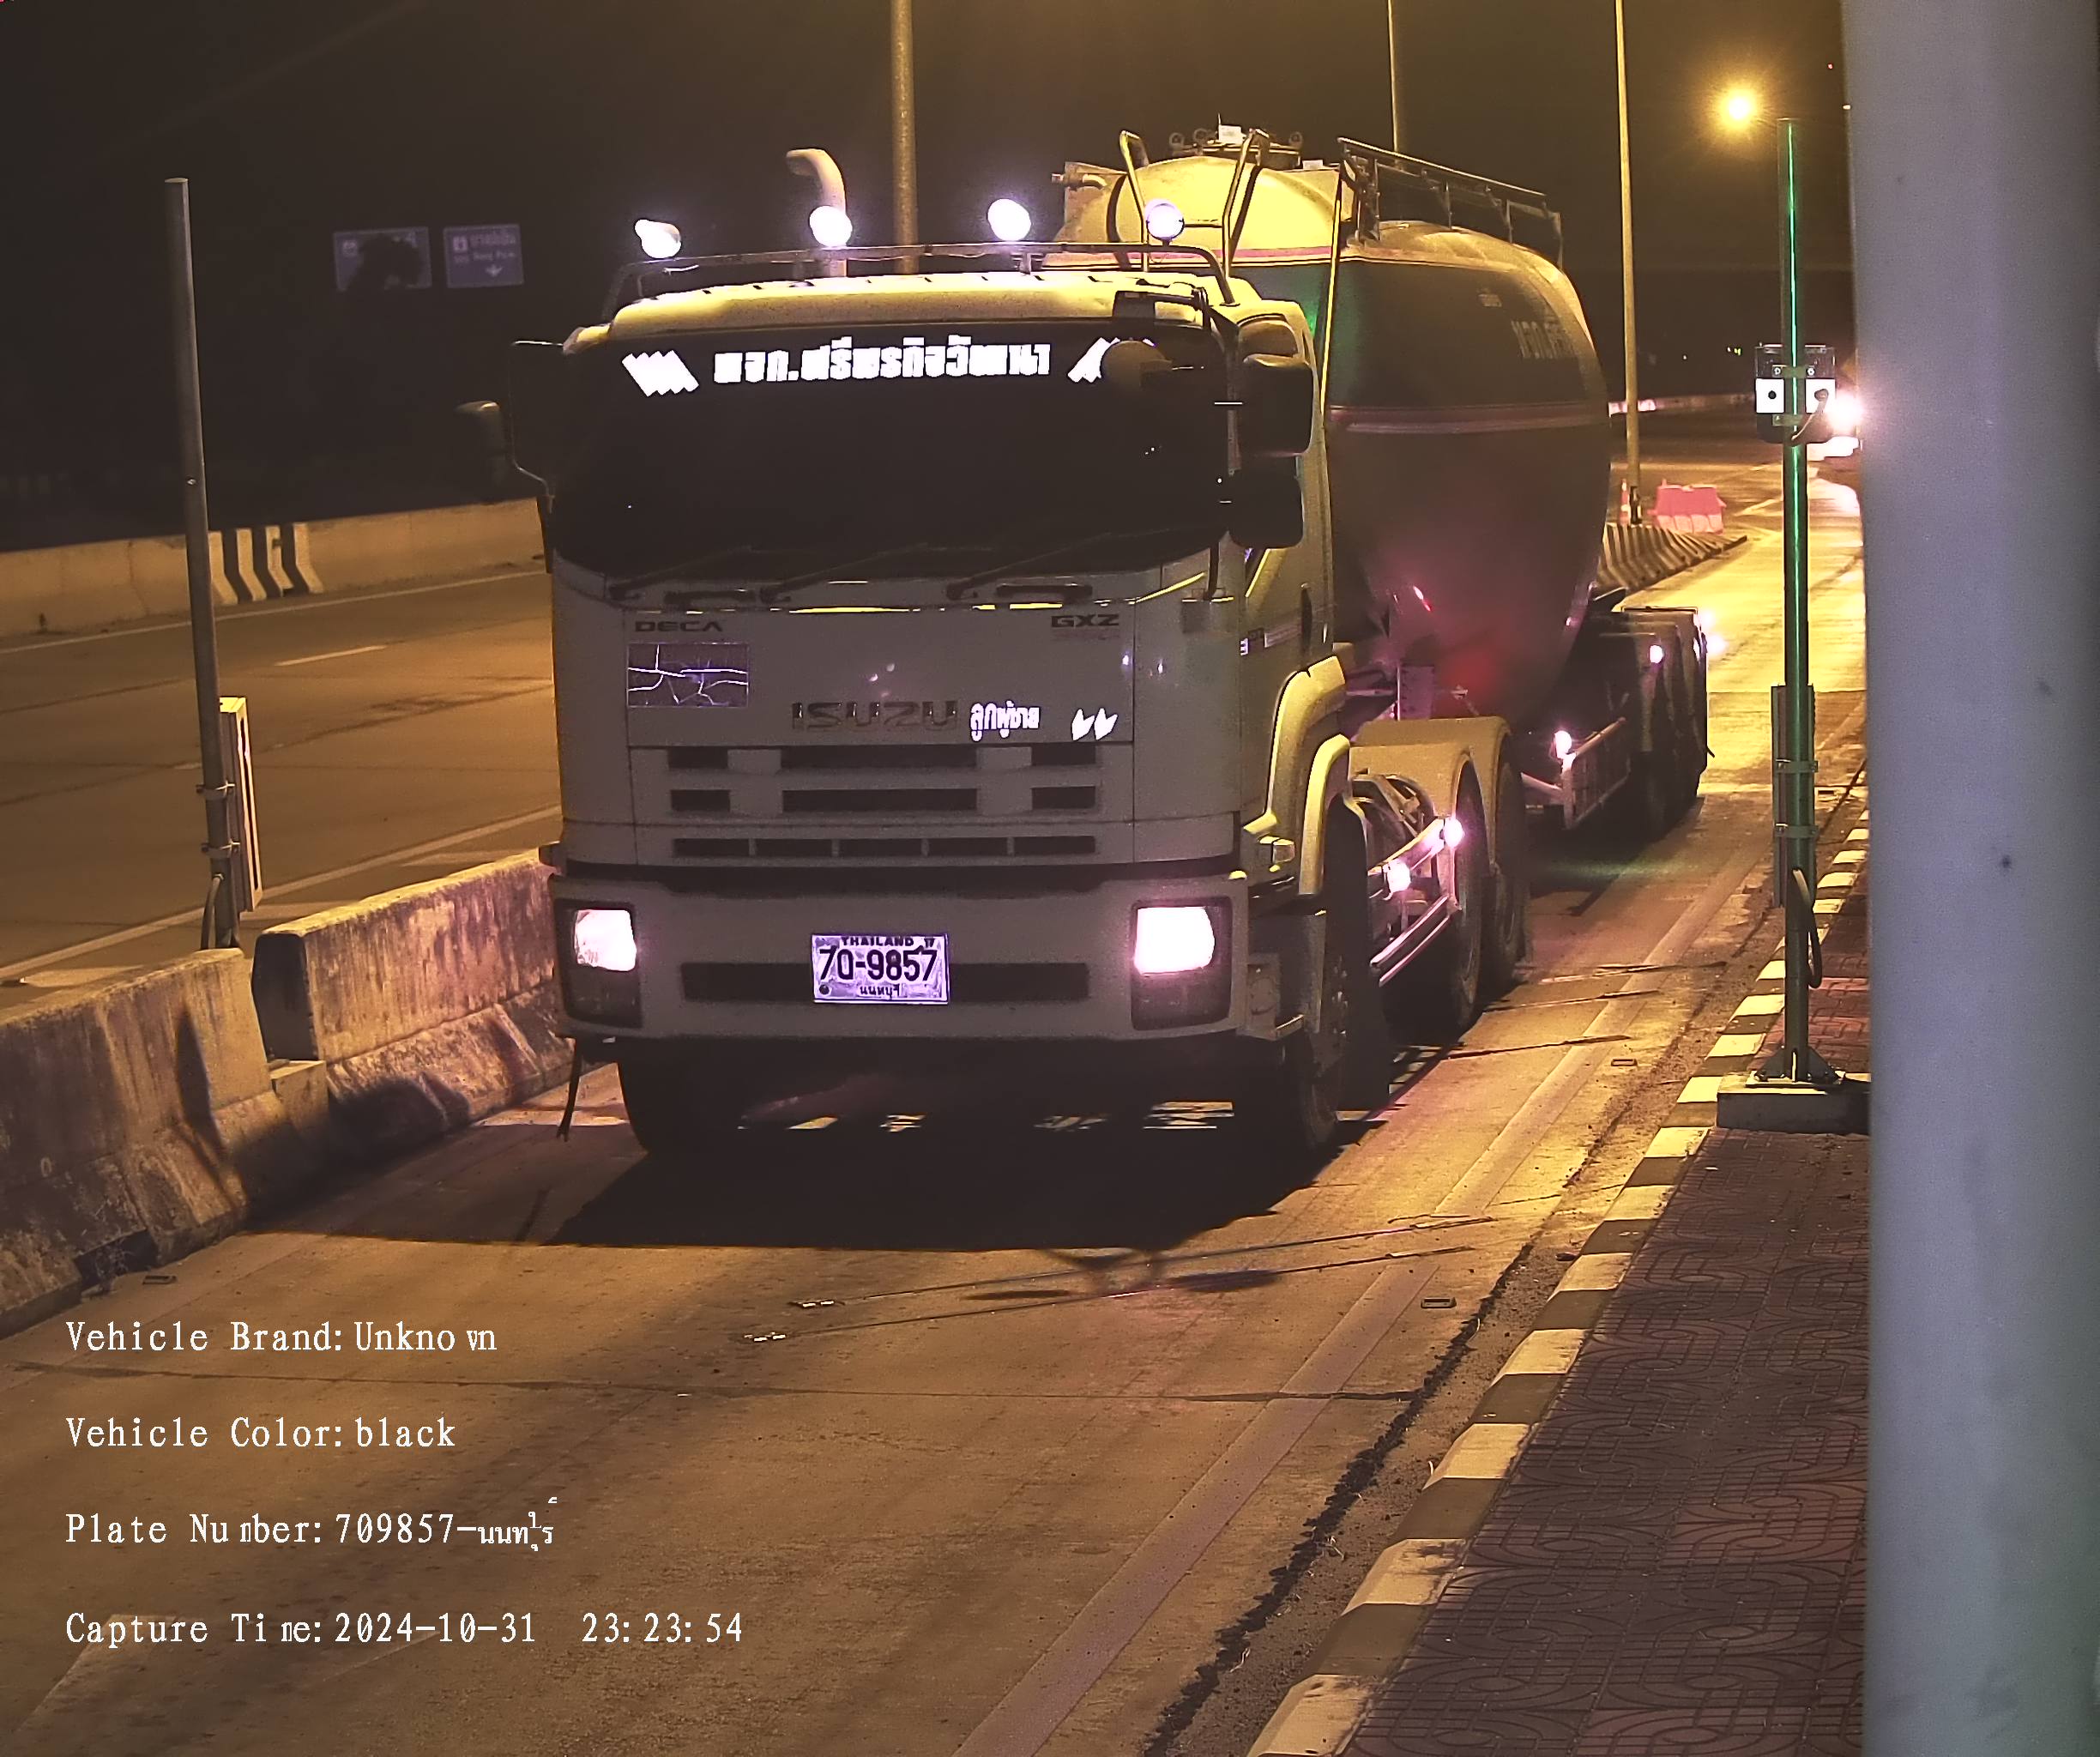 หจก.ศรีพรกิจวัฒนา
DECA
GXZ
ISUZU ลูกผู้ชาย
THAILAND
70-9857
นนทบุรี
Vehicle Brand:Unknown
Vehicle Color:black
Plate Number:709857-นนทบุรี
Capture Time:2024-10-31 23:23:54